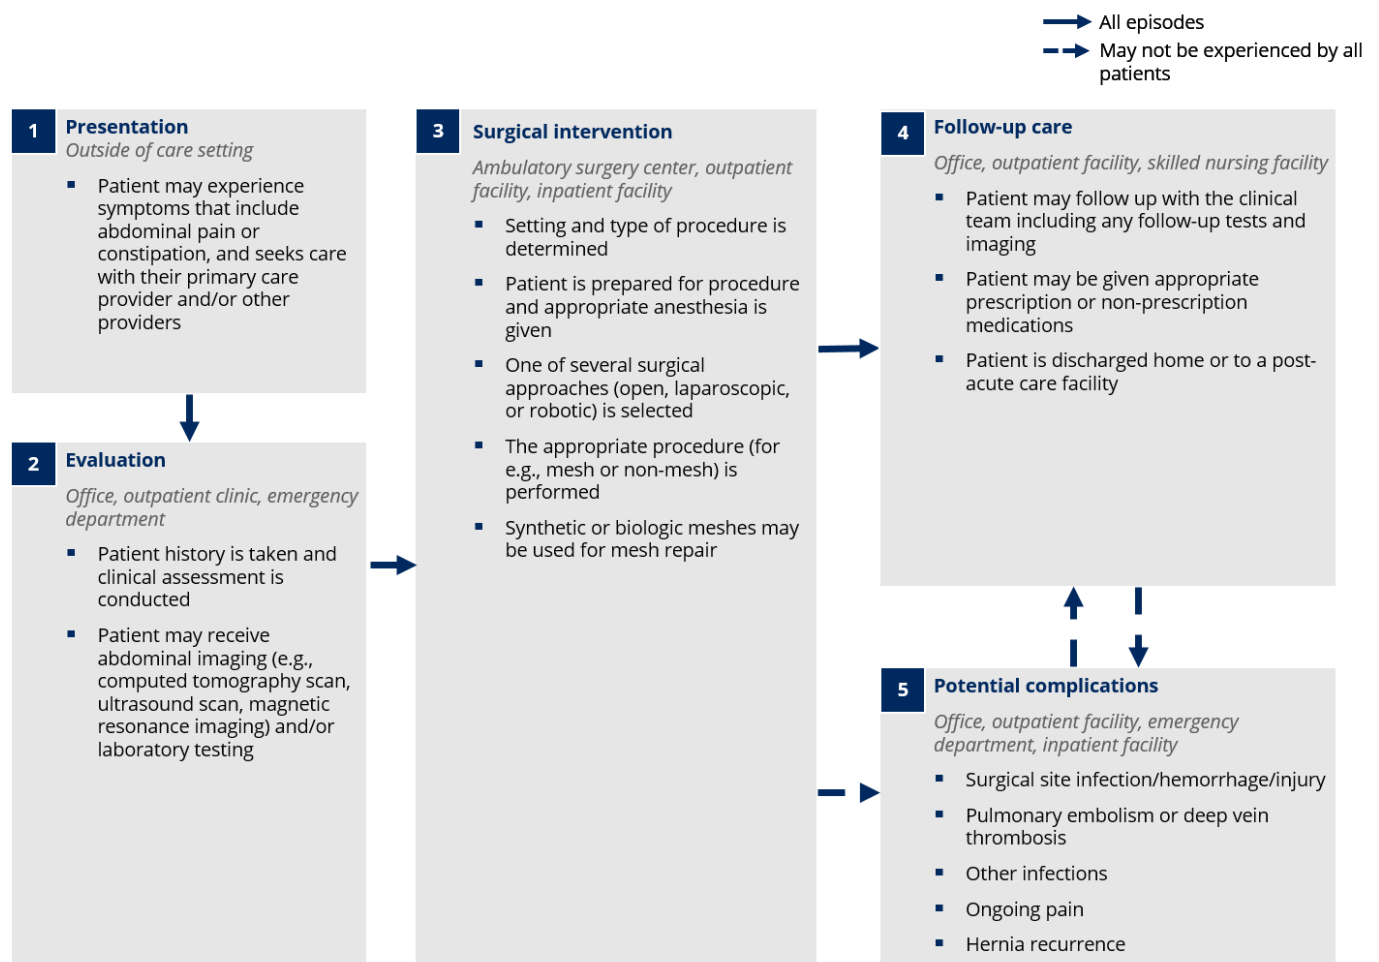 All episodes
May not be experienced by all
patients
1
Presentation
Outside of care setting
▪ Patient may experience
symptoms that include
abdominal pain or
constipation, and seeks care
with their primary care
provider and/or other
providers
2
Evaluation
Office, outpatient clinic, emergency
department
▪ Patient history is taken and
clinical assessment is
conducted
▪ Patient may receive
abdominal imaging (e.g.,
computed tomography scan,
ultrasound scan, magnetic
resonance imaging) and/or
laboratory testing
3
Surgical intervention
Ambulatory surgery center, outpatient
facility, inpatient facility
▪ Setting and type of procedure is
determined
▪ Patient is prepared for procedure
and appropriate anesthesia is
given
▪ One of several surgical
approaches (open, laparoscopic,
or robotic) is selected
▪ The appropriate procedure (for
e.g., mesh or non-mesh) is
performed
▪ Synthetic or biologic meshes may
be used for mesh repair
4
Follow-up care
Office, outpatient facility, skilled nursing facility
▪ Patient may follow up with the clinical
team including any follow-up tests and
imaging
▪ Patient may be given appropriate
prescription or non-prescription
medications
▪ Patient is discharged home or to a post-
acute care facility
5
Potential complications
Office, outpatient facility, emergency
department, inpatient facility
▪ Surgical site infection/hemorrhage/injury
▪ Pulmonary embolism or deep vein
thrombosis
▪ Other infections
▪ Ongoing pain
▪ Hernia recurrence